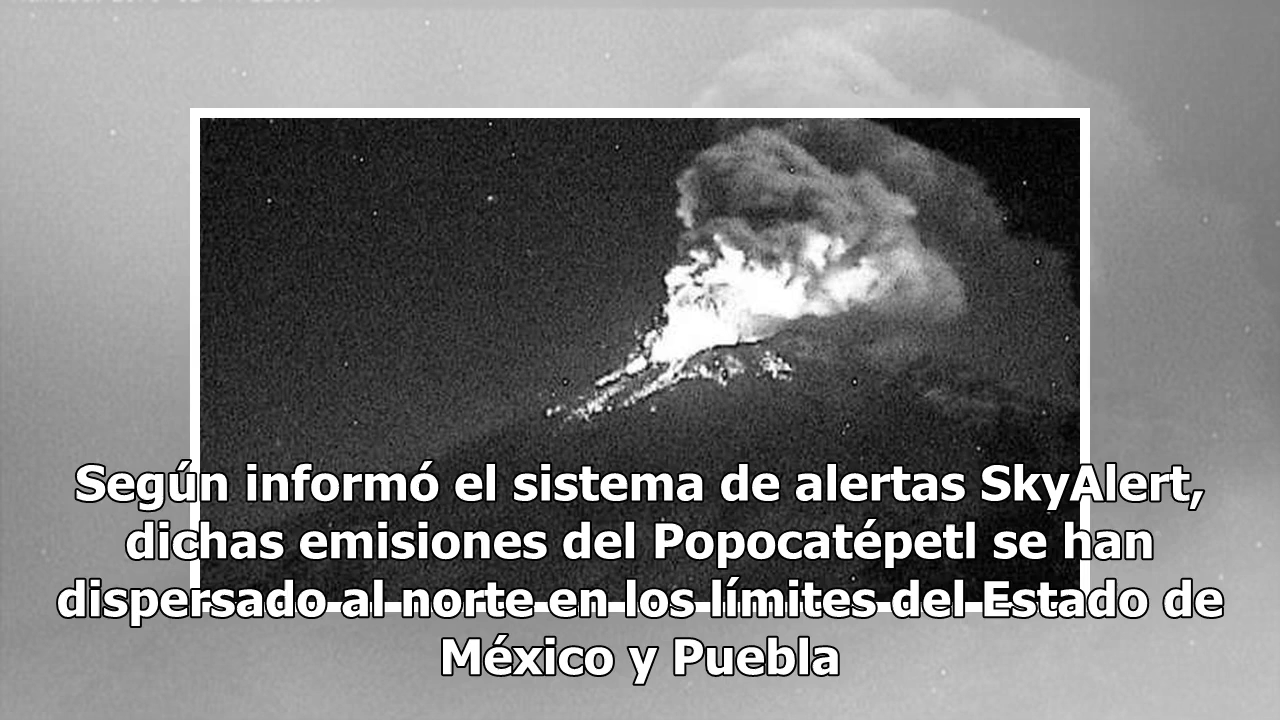 Según informó el sistema de alertas SkyAlert,
dichas emisiones del Popocatépetl se han
dispersado al norte en los límites del Estado de
México y Puebla